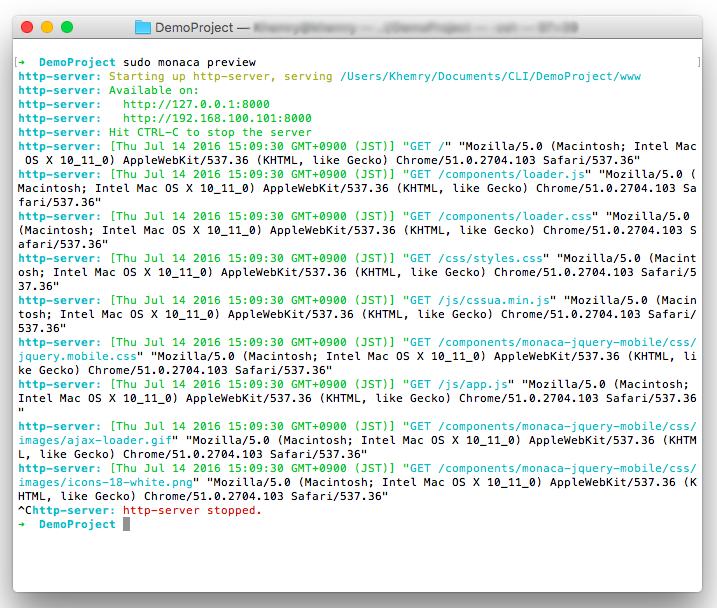 DemoProject —
[➜  DemoProject sudo monaca preview ]
http-server: Starting up http-server, serving /Users/Khemry/Documents/CLI/DemoProject/www
http-server: Available on:
http-server:   http://127.0.0.1:8000
http-server:   http://192.168.100.101:8000
http-server: Hit CTRL-C to stop the server
http-server: [Thu Jul 14 2016 15:09:30 GMT+0900 (JST)] "GET /" "Mozilla/5.0 (Macintosh; Intel Mac
OS X 10_11_0) AppleWebKit/537.36 (KHTML, like Gecko) Chrome/51.0.2704.103 Safari/537.36"
http-server: [Thu Jul 14 2016 15:09:30 GMT+0900 (JST)] "GET /components/loader.js" "Mozilla/5.0 (
Macintosh; Intel Mac OS X 10_11_0) AppleWebKit/537.36 (KHTML, like Gecko) Chrome/51.0.2704.103 Sa
fari/537.36"
http-server: [Thu Jul 14 2016 15:09:30 GMT+0900 (JST)] "GET /components/loader.css" "Mozilla/5.0
(Macintosh; Intel Mac OS X 10_11_0) AppleWebKit/537.36 (KHTML, like Gecko) Chrome/51.0.2704.103 S
afari/537.36"
http-server: [Thu Jul 14 2016 15:09:30 GMT+0900 (JST)] "GET /css/styles.css" "Mozilla/5.0 (Macint
osh; Intel Mac OS X 10_11_0) AppleWebKit/537.36 (KHTML, like Gecko) Chrome/51.0.2704.103 Safari/5
37.36"
http-server: [Thu Jul 14 2016 15:09:30 GMT+0900 (JST)] "GET /js/cssua.min.js" "Mozilla/5.0 (Macin
tosh; Intel Mac OS X 10_11_0) AppleWebKit/537.36 (KHTML, like Gecko) Chrome/51.0.2704.103 Safari/
537.36"
http-server: [Thu Jul 14 2016 15:09:30 GMT+0900 (JST)] "GET /components/monaca-jquery-mobile/css/
jquery.mobile.css" "Mozilla/5.0 (Macintosh; Intel Mac OS X 10_11_0) AppleWebKit/537.36 (KHTML, li
ke Gecko) Chrome/51.0.2704.103 Safari/537.36"
http-server: [Thu Jul 14 2016 15:09:30 GMT+0900 (JST)] "GET /js/app.js" "Mozilla/5.0 (Macintosh;
Intel Mac OS X 10_11_0) AppleWebKit/537.36 (KHTML, like Gecko) Chrome/51.0.2704.103 Safari/537.36
"
http-server: [Thu Jul 14 2016 15:09:30 GMT+0900 (JST)] "GET /components/monaca-jquery-mobile/css/
images/ajax-loader.gif" "Mozilla/5.0 (Macintosh; Intel Mac OS X 10_11_0) AppleWebKit/537.36 (KHTM
L, like Gecko) Chrome/51.0.2704.103 Safari/537.36"
http-server: [Thu Jul 14 2016 15:09:30 GMT+0900 (JST)] "GET /components/monaca-jquery-mobile/css/
images/icons-18-white.png" "Mozilla/5.0 (Macintosh; Intel Mac OS X 10_11_0) AppleWebKit/537.36 (K
HTML, like Gecko) Chrome/51.0.2704.103 Safari/537.36"
^Chttp-server: http-server stopped.
➜  DemoProject